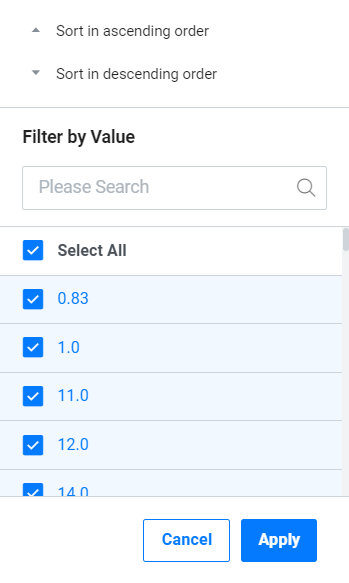 Sort in ascending order
Sort in descending order
Filter by Value
Please Search
Select All
0.83
1.0
11.0
12.0
14.0
Cancel Apply